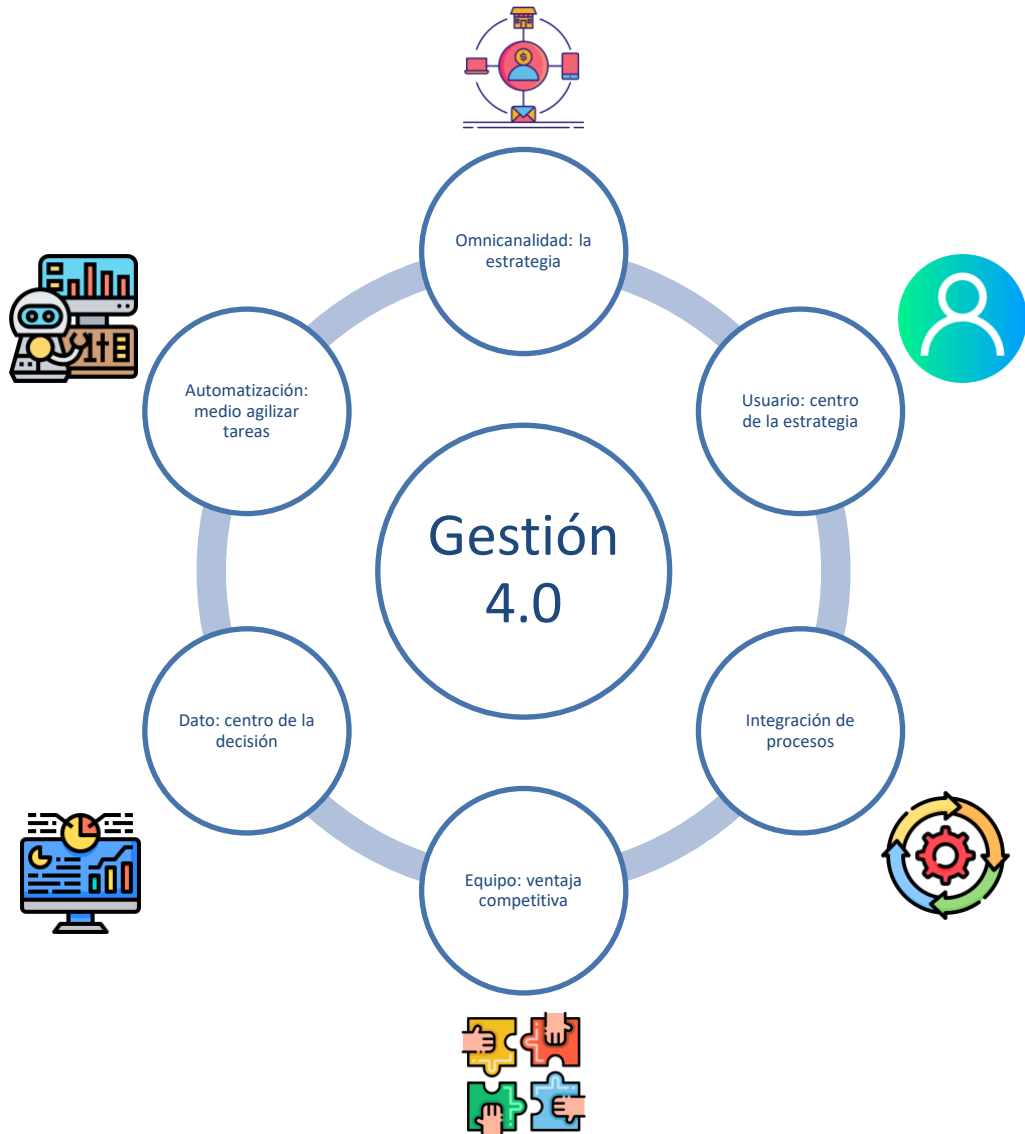 Omnicanalidad: la
estrategia
Usuario: centro
de la estrategia
Integración de
procesos
Equipo: ventaja
competitiva
Dato: centro de la
decisión
Automatización:
medio agilizar
tareas
Gestión
4.0